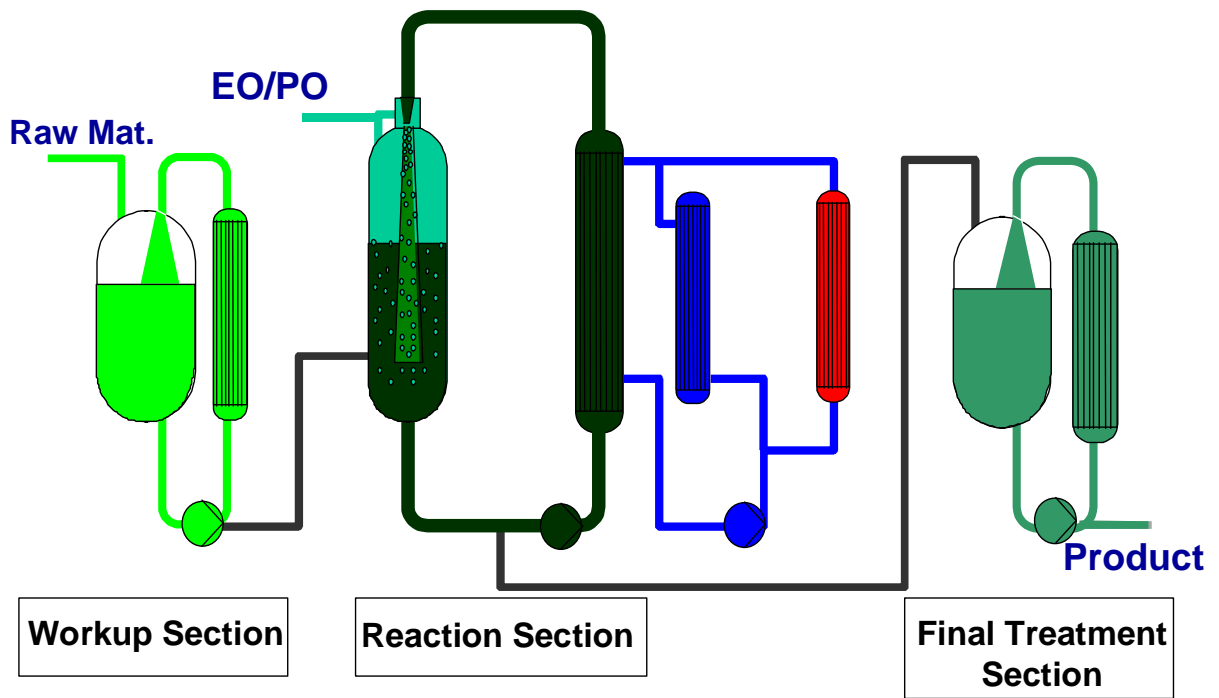 EO/PO
Raw Mat.
Product
Workup Section
Reaction Section
Final Treatment
Section